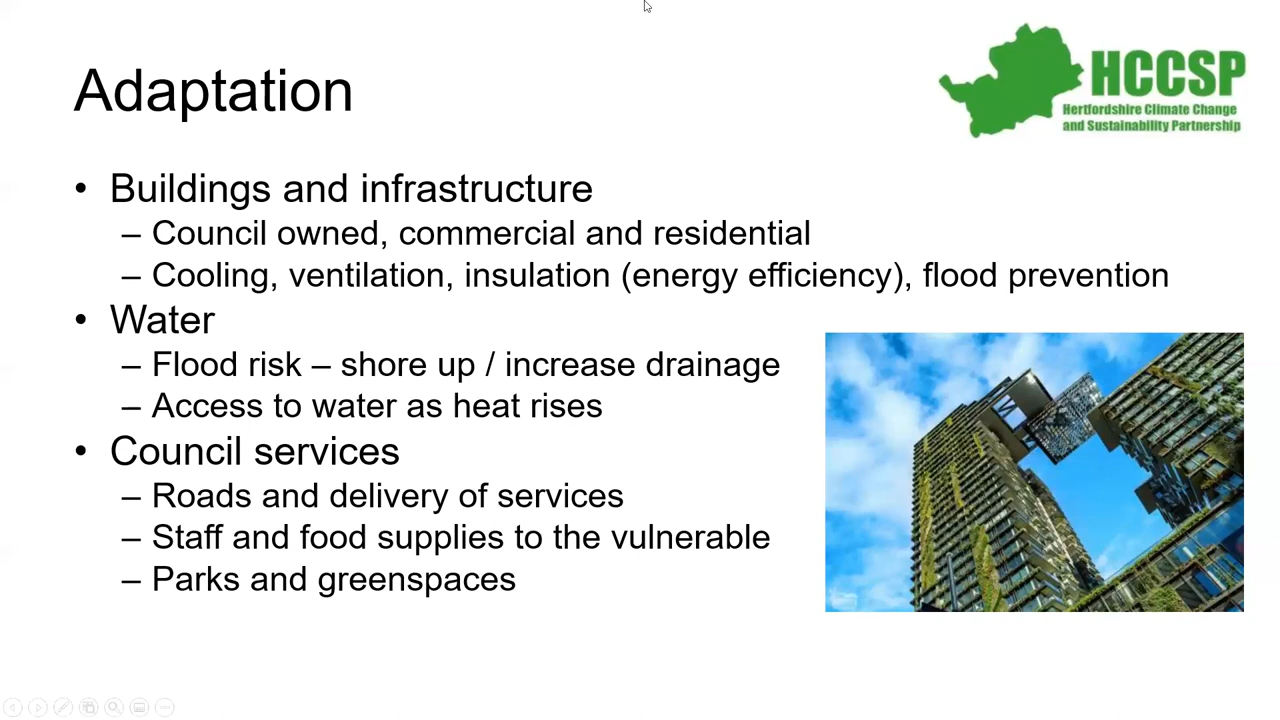 Adaptation
HCCSP
Hertfordshire Climate Change
and Sustainability Partnership
• Buildings and infrastructure
– Council owned, commercial and residential
– Cooling, ventilation, insulation (energy efficiency), flood prevention
• Water
– Flood risk – shore up / increase drainage
– Access to water as heat rises
• Council services
– Roads and delivery of services
– Staff and food supplies to the vulnerable
– Parks and greenspaces